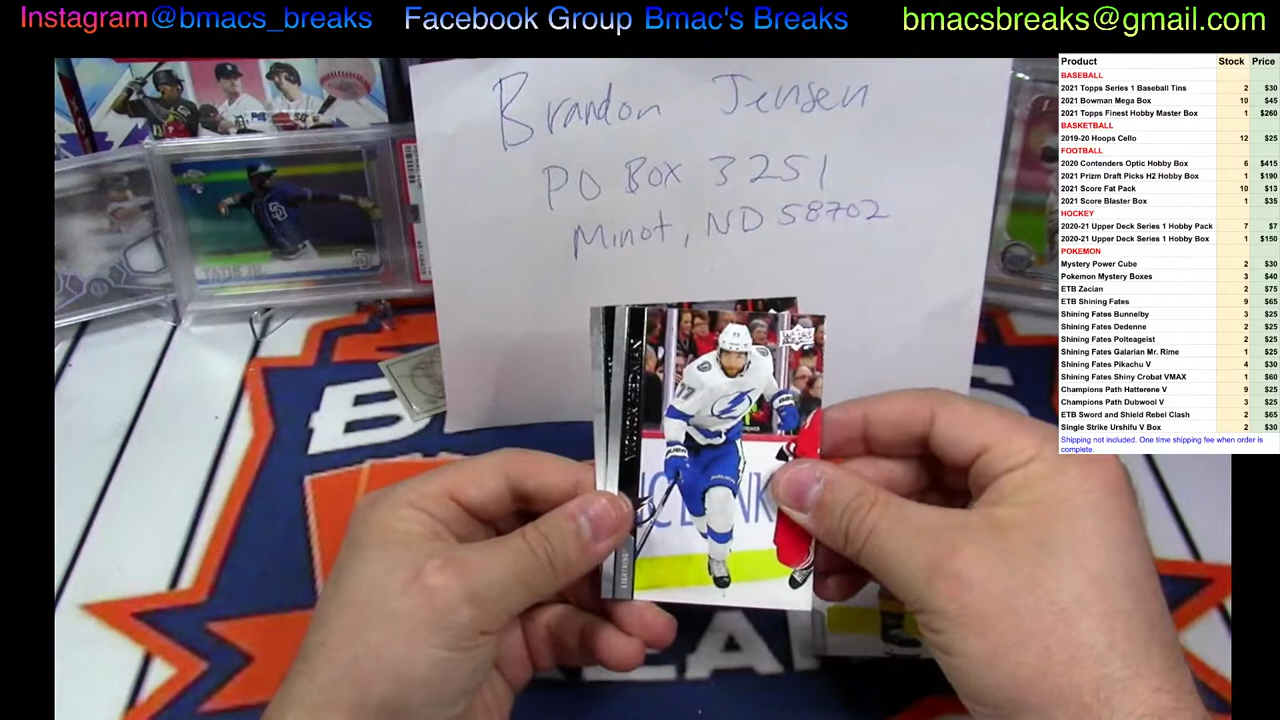 Instagram@bmacs_breaks Facebook Group Bmac's Breaks bmacsbreaks@gmail.com
Brandon Jensen
PO Box 3251
Minot, ND 58702
TATIS JR.
VICTOR HEDMAN
LIGHTNING
77
Product Stock Price
BASEBALL
2021 Topps Series 1 Baseball Tins 2 $30
2021 Bowman Mega Box 10 $45
2021 Topps Finest Hobby Master Box 1 $260
BASKETBALL
2019-20 Hoops Cello 12 $25
FOOTBALL
2020 Contenders Optic Hobby Box 6 $415
2021 Prizm Draft Picks H2 Hobby Box 1 $190
2021 Score Fat Pack 10 $13
2021 Score Blaster Box 1 $35
HOCKEY
2020-21 Upper Deck Series 1 Hobby Pack 7 $7
2020-21 Upper Deck Series 1 Hobby Box 1 $150
POKEMON
Mystery Power Cube 2 $30
Pokemon Mystery Boxes 3 $40
ETB Zacian 2 $75
ETB Shining Fates 9 $65
Shining Fates Bunnelby 3 $25
Shining Fates Dedenne 2 $25
Shining Fates Polteageist 2 $25
Shining Fates Galarian Mr. Rime 1 $25
Shining Fates Pikachu V 4 $30
Shining Fates Shiny Crobat VMAX 1 $60
Champions Path Hatterene V 9 $25
Champions Path Dubwool V 3 $25
ETB Sword and Shield Rebel Clash 2 $65
Single Strike Urshifu V Box 2 $30
Shipping not included. One time shipping fee when order is
complete.